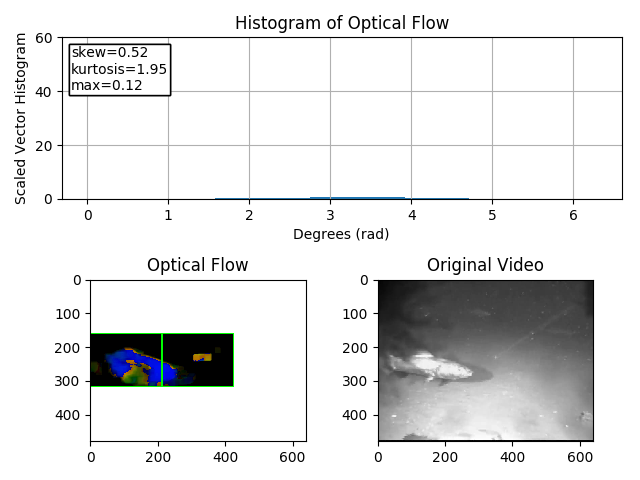 Histogram of Optical Flow
60
40
20
0
Scaled Vector Histogram
skew=0.52
kurtosis=1.95
max=0.12
0 1 2 3 4 5 6
Degrees (rad)
Optical Flow
0
100
200
300
400
0 200 400 600
Original Video
0
100
200
300
400
0 200 400 600